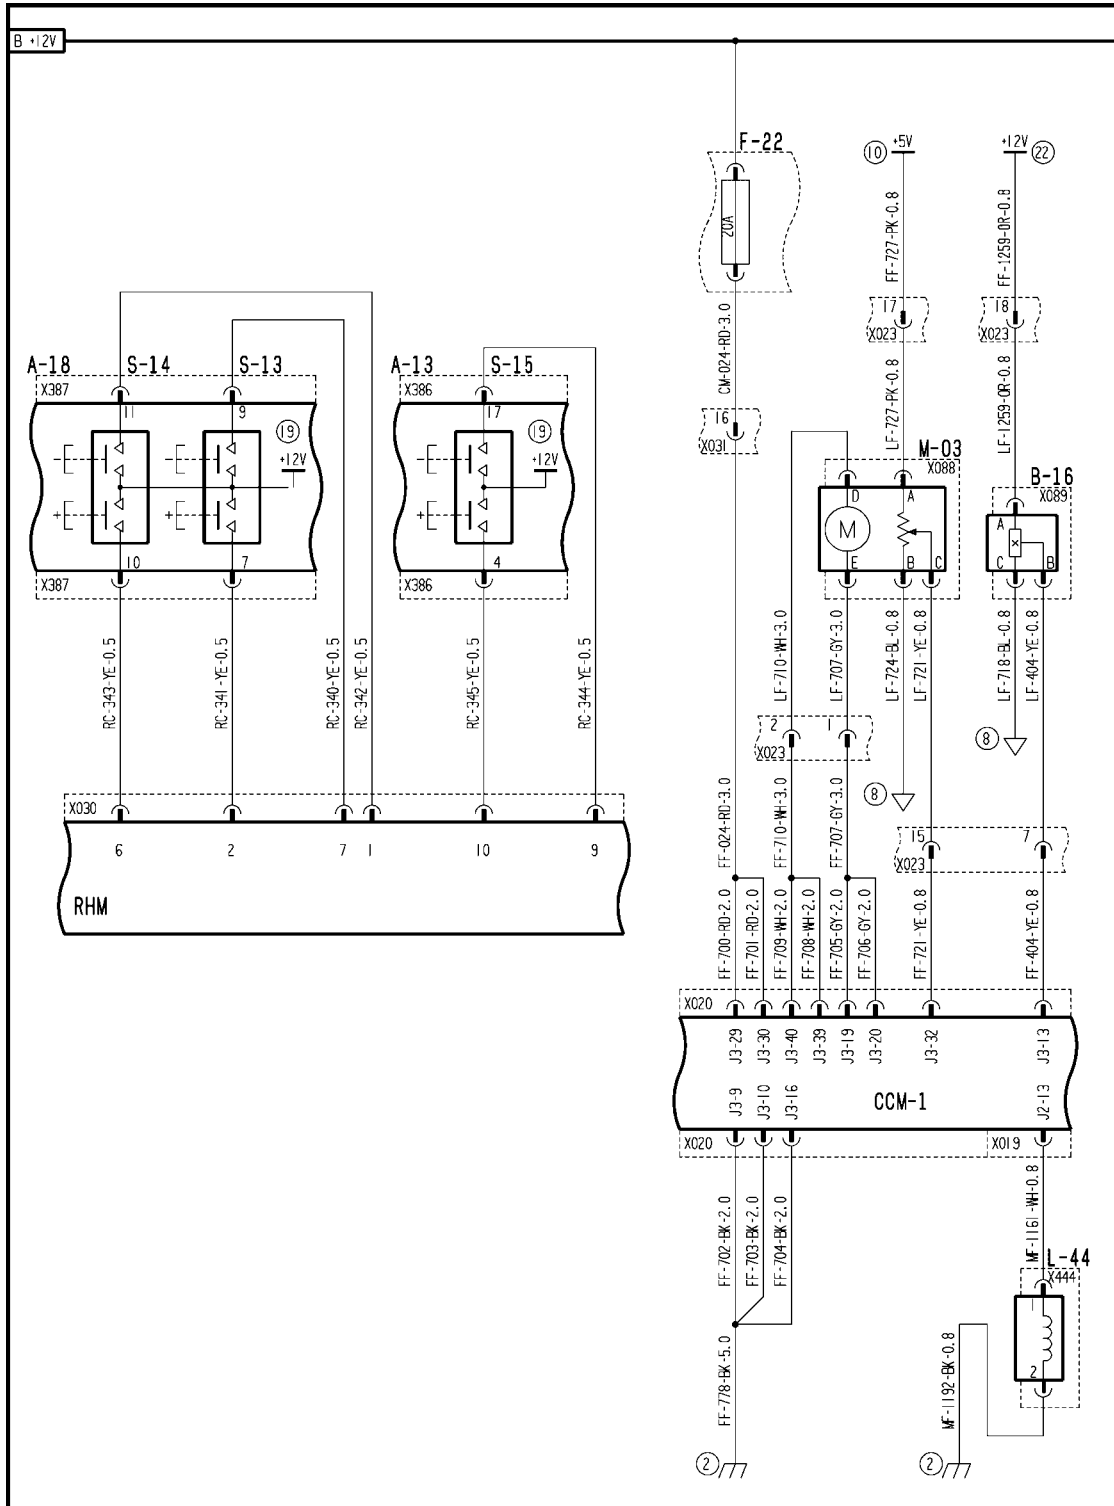 B +12V
F-22
20A
10
+5V
+12V
22
FF-727-PK-0.8
FF-1259-OR-0.8
17
X023
18
X023
CM-024-RD-3.0
LF-727-PK-0.8
LF-1259-OR-0.8
16
X031
A-18
S-14
S-13
X387
11
9
19
+12V
10
7
X387
A-13
S-15
X386
17
19
+12V
4
X386
M-03
X088
D
A
M
E
B
C
B-16
X089
A
C
B
RC-343-YE-0.5
RC-341-YE-0.5
RC-340-YE-0.5
RC-342-YE-0.5
RC-345-YE-0.5
RC-344-YE-0.5
LF-710-WH-3.0
LF-707-GY-3.0
LF-724-BL-0.8
LF-721-YE-0.8
LF-718-BL-0.8
LF-404-YE-0.8
2
1
X023
8
8
X030
6
2
7
1
10
9
RHM
FF-024-RD-3.0
FF-710-WH-3.0
FF-707-GY-3.0
15
7
X023
FF-700-RD-2.0
FF-701-RD-2.0
FF-709-WH-2.0
FF-708-WH-2.0
FF-705-GY-2.0
FF-706-GY-2.0
FF-721-YE-0.8
FF-404-YE-0.8
X020
J3-29
J3-30
J3-40
J3-39
J3-19
J3-20
J3-32
J3-13
J3-9
J3-10
J3-16
CCM-1
J2-13
X020
X019
FF-702-BK-2.0
FF-703-BK-2.0
FF-704-BK-2.0
MF-1161-WH-0.8
L-44
X444
1
2
FF-778-BK-5.0
MF-1192-BK-0.8
2
2